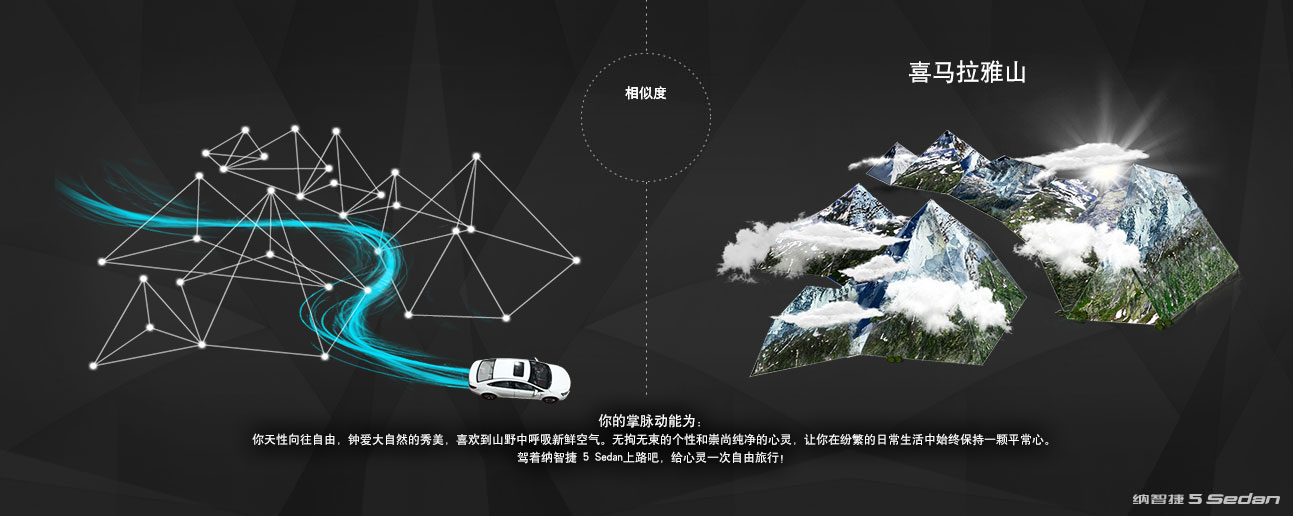 相似度
喜马拉雅山
你的掌脉动能为：
你天性向往自由，钟爱大自然的秀美，喜欢到山野中呼吸新鲜空气。无拘无束的个性和崇尚纯净的心灵，让你在纷繁的日常生活中始终保持一颗平常心。
驾着纳智捷 5 Sedan上路吧，给心灵一次自由旅行！
纳智捷 5 Sedan